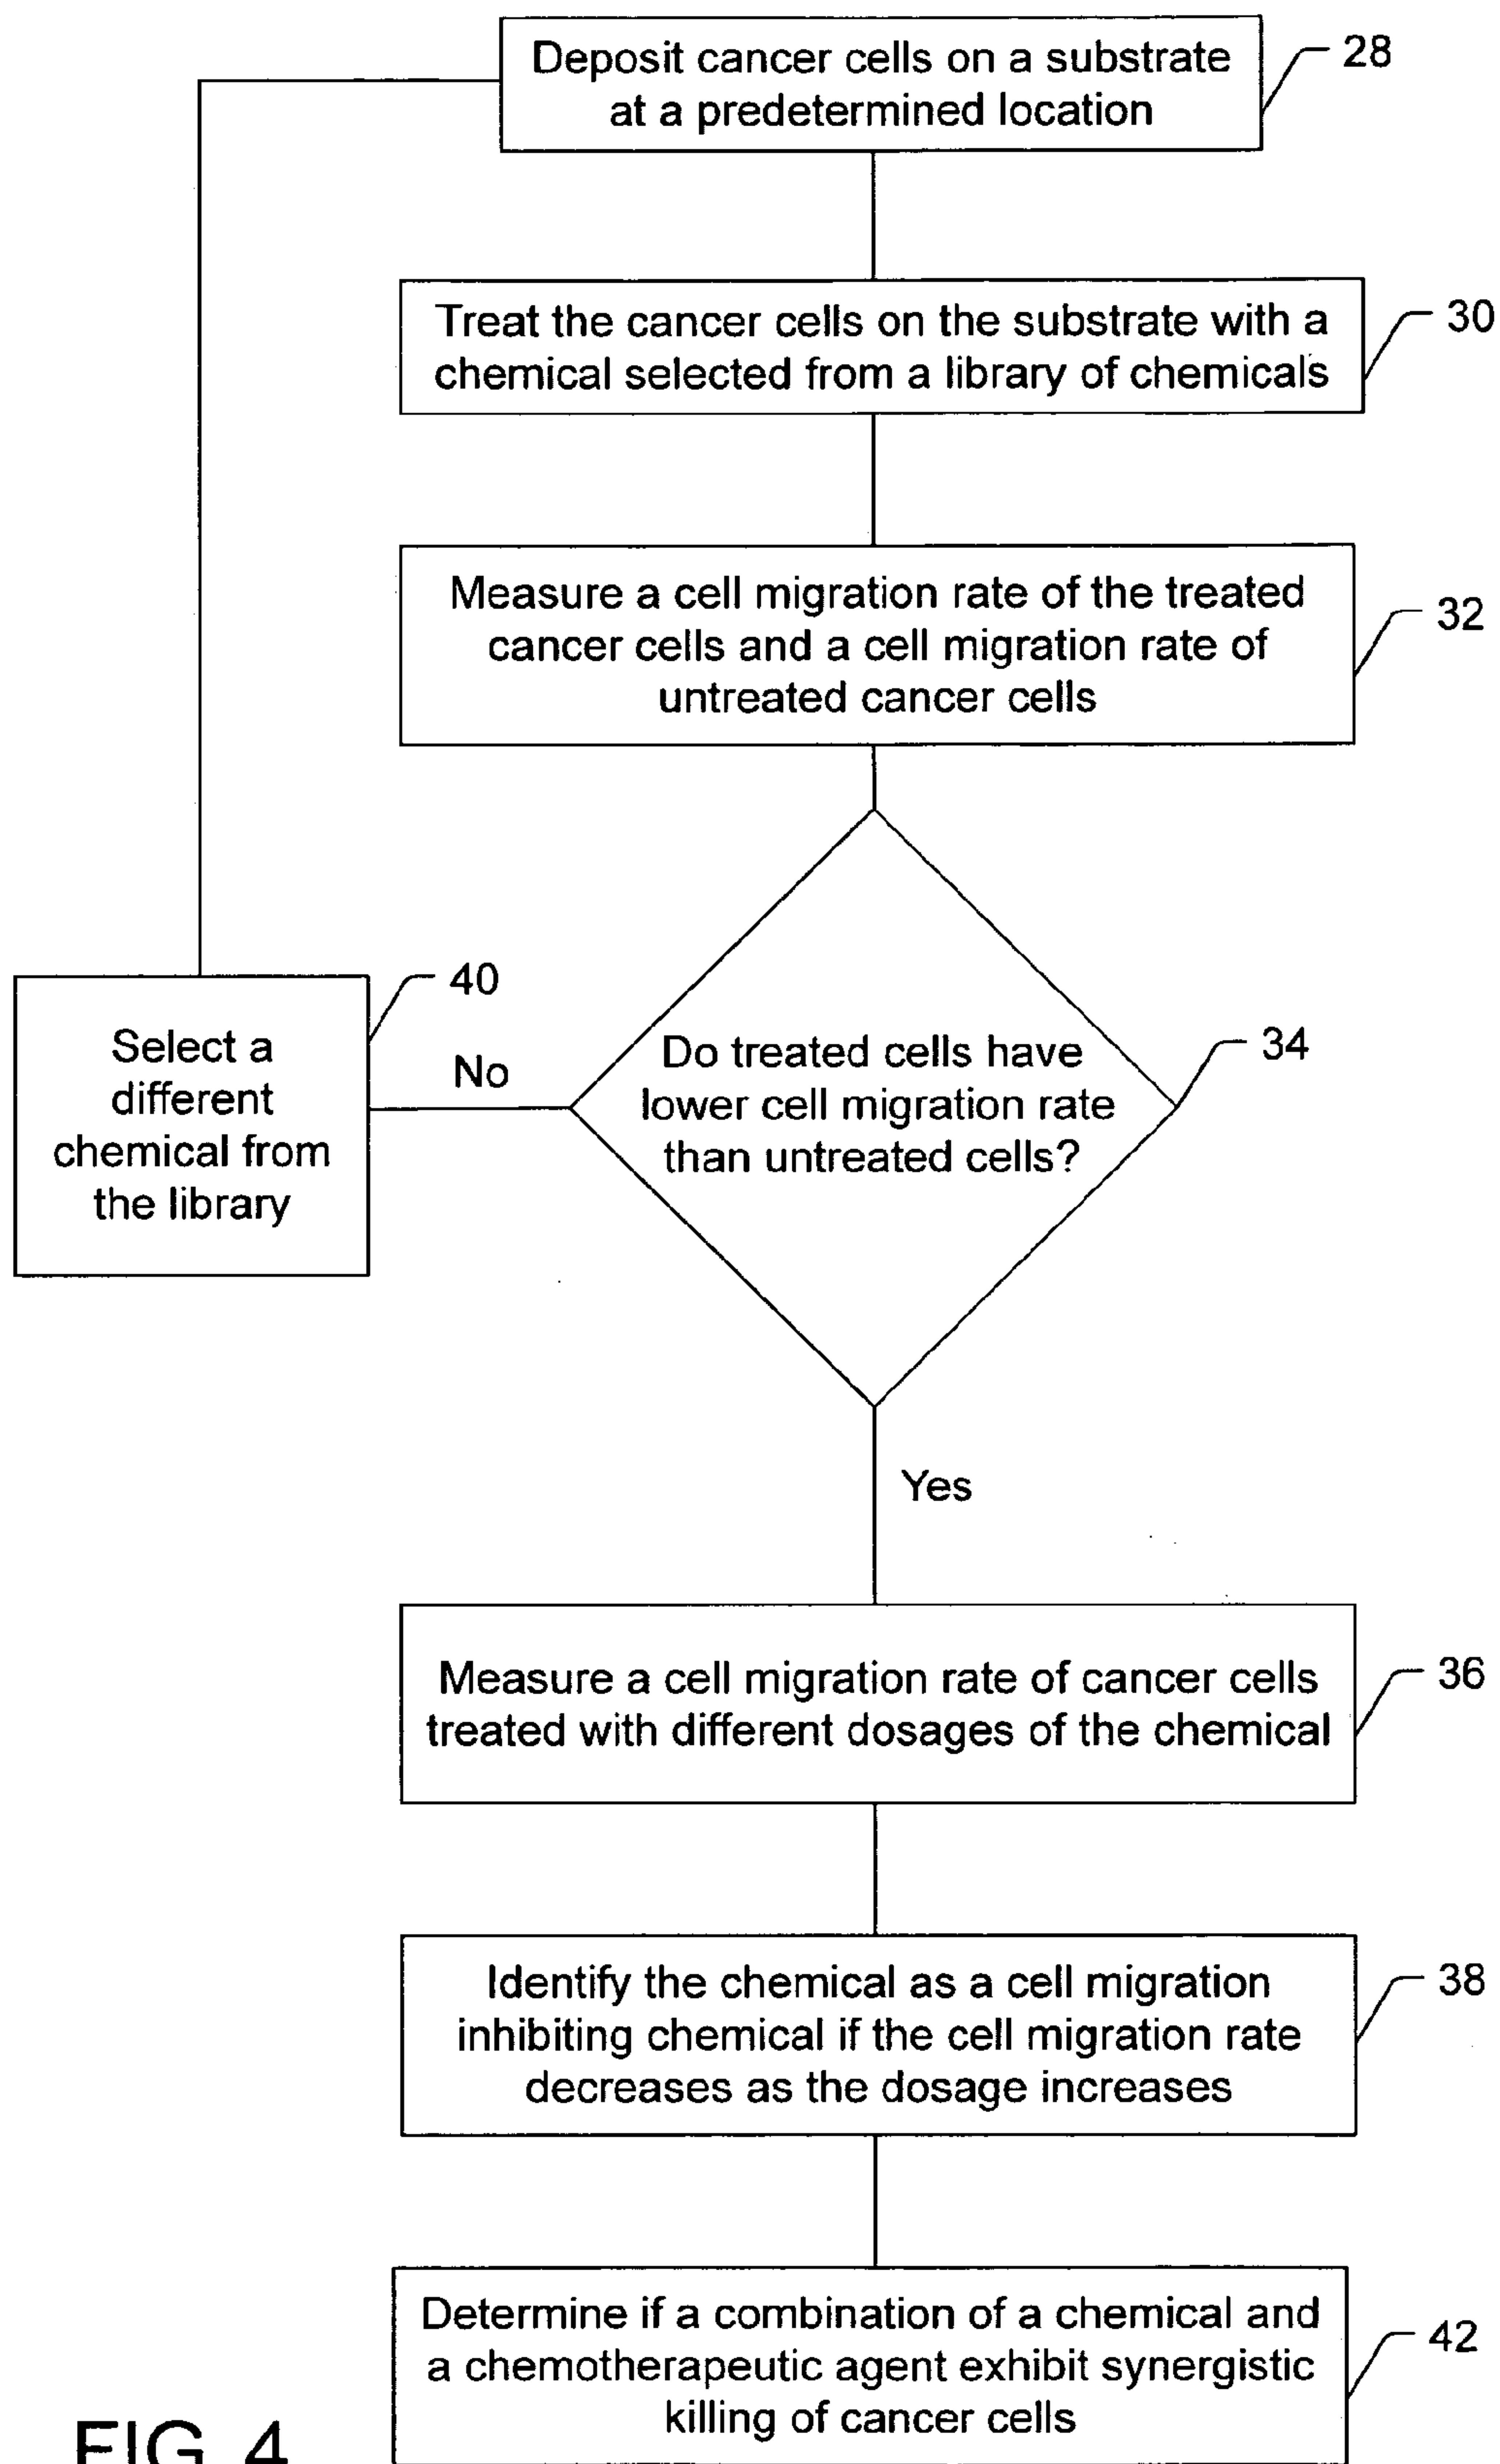 Deposit cancer cells on a substrate
at a predetermined location
28
Treat the cancer cells on the substrate with a
chemical selected from a library of chemicals
30
Measure a cell migration rate of the treated
cancer cells and a cell migration rate of
untreated cancer cells
32
Select a
different
chemical from
the library
40
No
Do treated cells have
lower cell migration rate
than untreated cells?
34
Yes
Measure a cell migration rate of cancer cells
treated with different dosages of the chemical
36
Identify the chemical as a cell migration
inhibiting chemical if the cell migration rate
decreases as the dosage increases
38
Determine if a combination of a chemical and
a chemotherapeutic agent exhibit synergistic
killing of cancer cells
42
FIG. 4